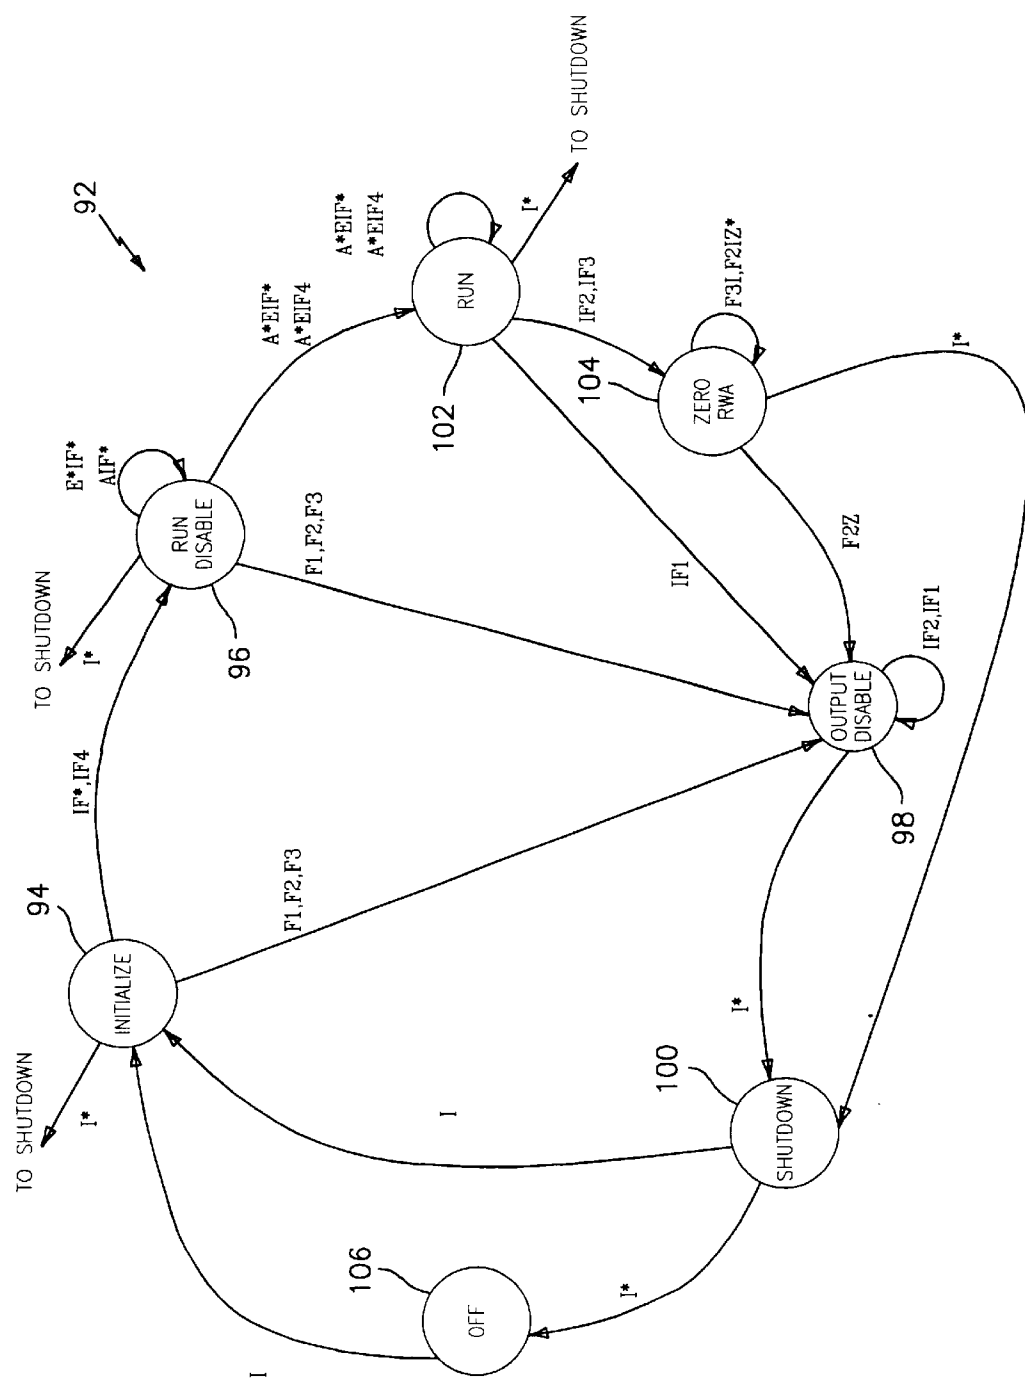 92
TO SHUTDOWN
I*
94
INITIALIZE
IF*,IF4
TO SHUTDOWN
I*
E*IF*
AIF*
RUN
DISABLE
96
A*EIF*
A*EIF4
A*EIF*
A*EIF4
RUN
102
I*
TO SHUTDOWN
IF2,IF3
F3I,F2IZ*
104
ZERO
RWA
I*
F1,F2,F3
F1,F2,F3
IF1
F2Z
OUTPUT
DISABLE
98
IF2,IF1
I*
100
SHUTDOWN
I
I*
106
OFF
I